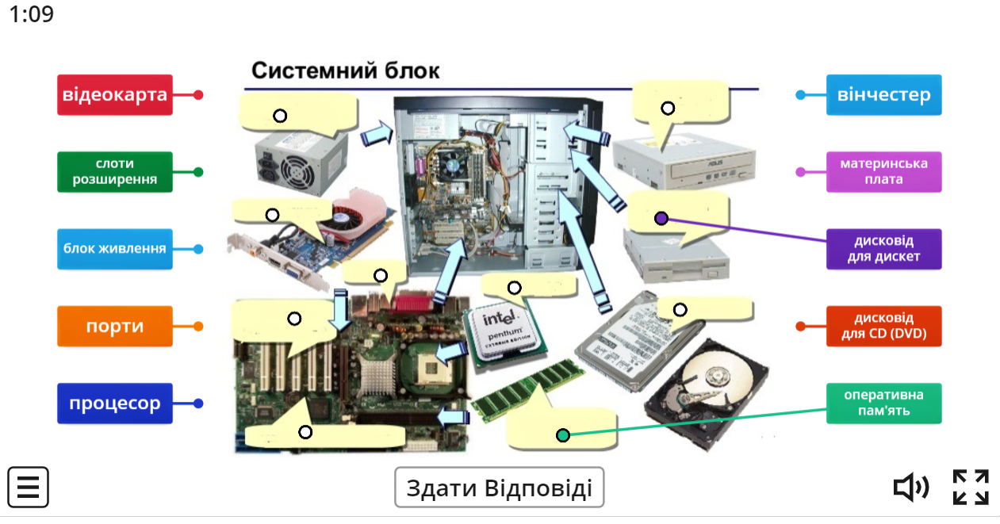 1:09
Системний блок
відеокарта
слоти
розширення
блок живлення
порти
процесор
вінчестер
материнська
плата
дисковід
для дискет
дисковід
для CD (DVD)
оперативна
пам'ять
ASUS
intel
pentium
Здати Відповіді